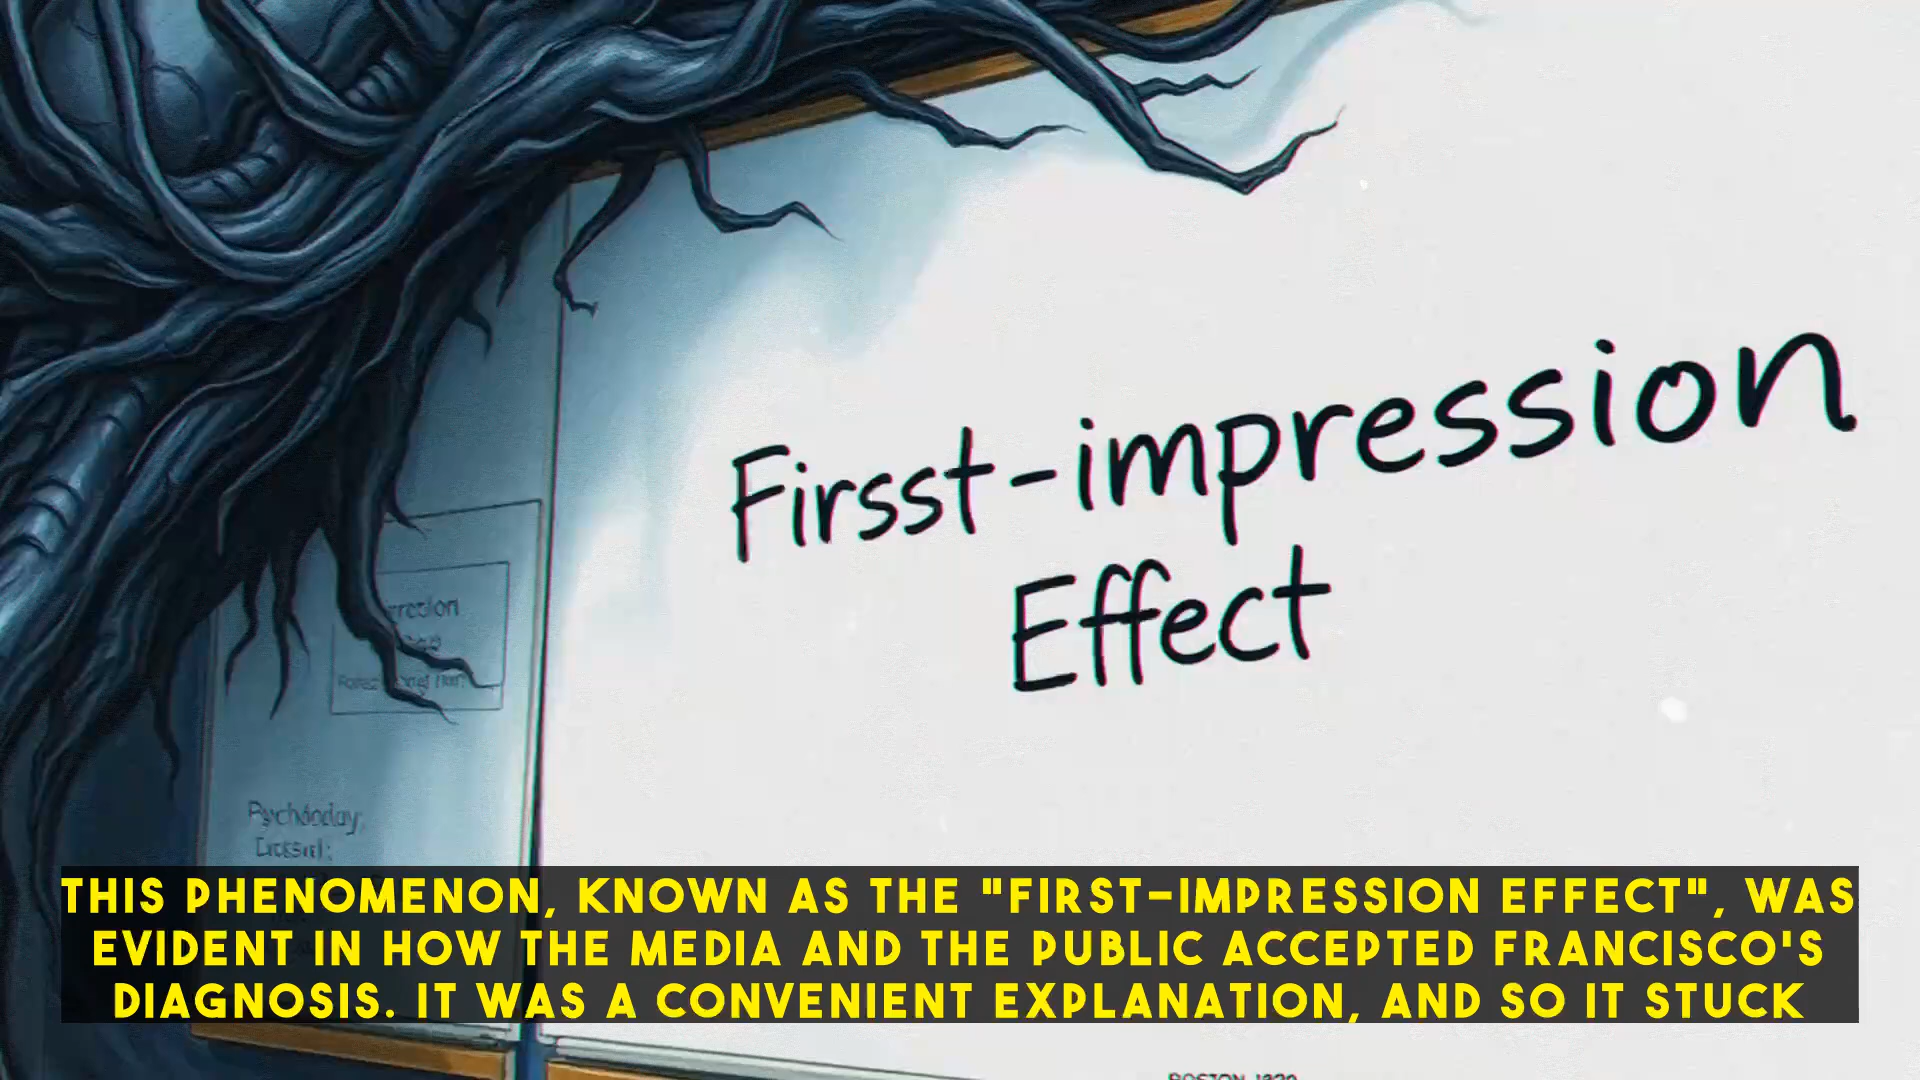 Firsst-impression
Effect
THIS PHENOMENON, KNOWN AS THE "FIRST-IMPRESSION EFFECT", WAS
EVIDENT IN HOW THE MEDIA AND THE PUBLIC ACCEPTED FRANCISCO'S
DIAGNOSIS. IT WAS A CONVENIENT EXPLANATION, AND SO IT STUCK